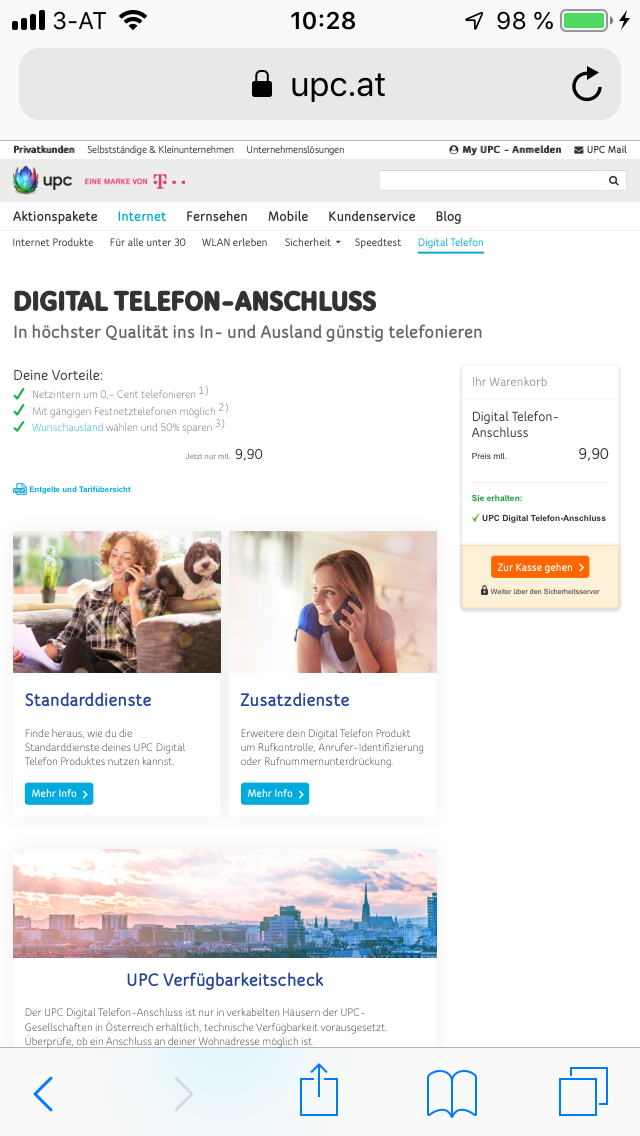 3-AT 10:28 98 %
upc.at
Privatkunden Selbstständige & Kleinunternehmen Unternehmenslösungen My UPC - Anmelden UPC Mail
upc EINE MARKE VON T
Aktionspakete Internet Fernsehen Mobile Kundenservice Blog
Internet Produkte Für alle unter 30 WLAN erleben Sicherheit Speedtest Digital Telefon
DIGITAL TELEFON-ANSCHLUSS
In höchster Qualität ins In- und Ausland günstig telefonieren
Deine Vorteile:
Netzintern um 0,- Cent telefonieren 1)
Mit gängigen Festnetztelefonen möglich 2)
Wunschausland wählen und 50% sparen 3)
Jetzt nur mtl. 9,90
Entgelte und Tarifübersicht
Ihr Warenkorb
Digital Telefon-
Anschluss
Preis mtl. 9,90
Sie erhalten:
UPC Digital Telefon-Anschluss
Zur Kasse gehen
Weiter über den Sicherheitsserver
Standarddienste
Finde heraus, wie du die
Standarddienste deines UPC Digital
Telefon Produktes nutzen kannst.
Mehr Info
Zusatzdienste
Erweitere dein Digital Telefon Produkt
um Rufkontrolle, Anrufer-Identifizierung
oder Rufnummernunterdrückung.
Mehr Info
UPC Verfügbarkeitscheck
Der UPC Digital Telefon-Anschluss ist nur in verkabelten Häusern der UPC-
Gesellschaften in Österreich erhältlich, technische Verfügbarkeit vorausgesetzt.
Überprüfe, ob ein Anschluss an deiner Wohnadresse möglich ist.